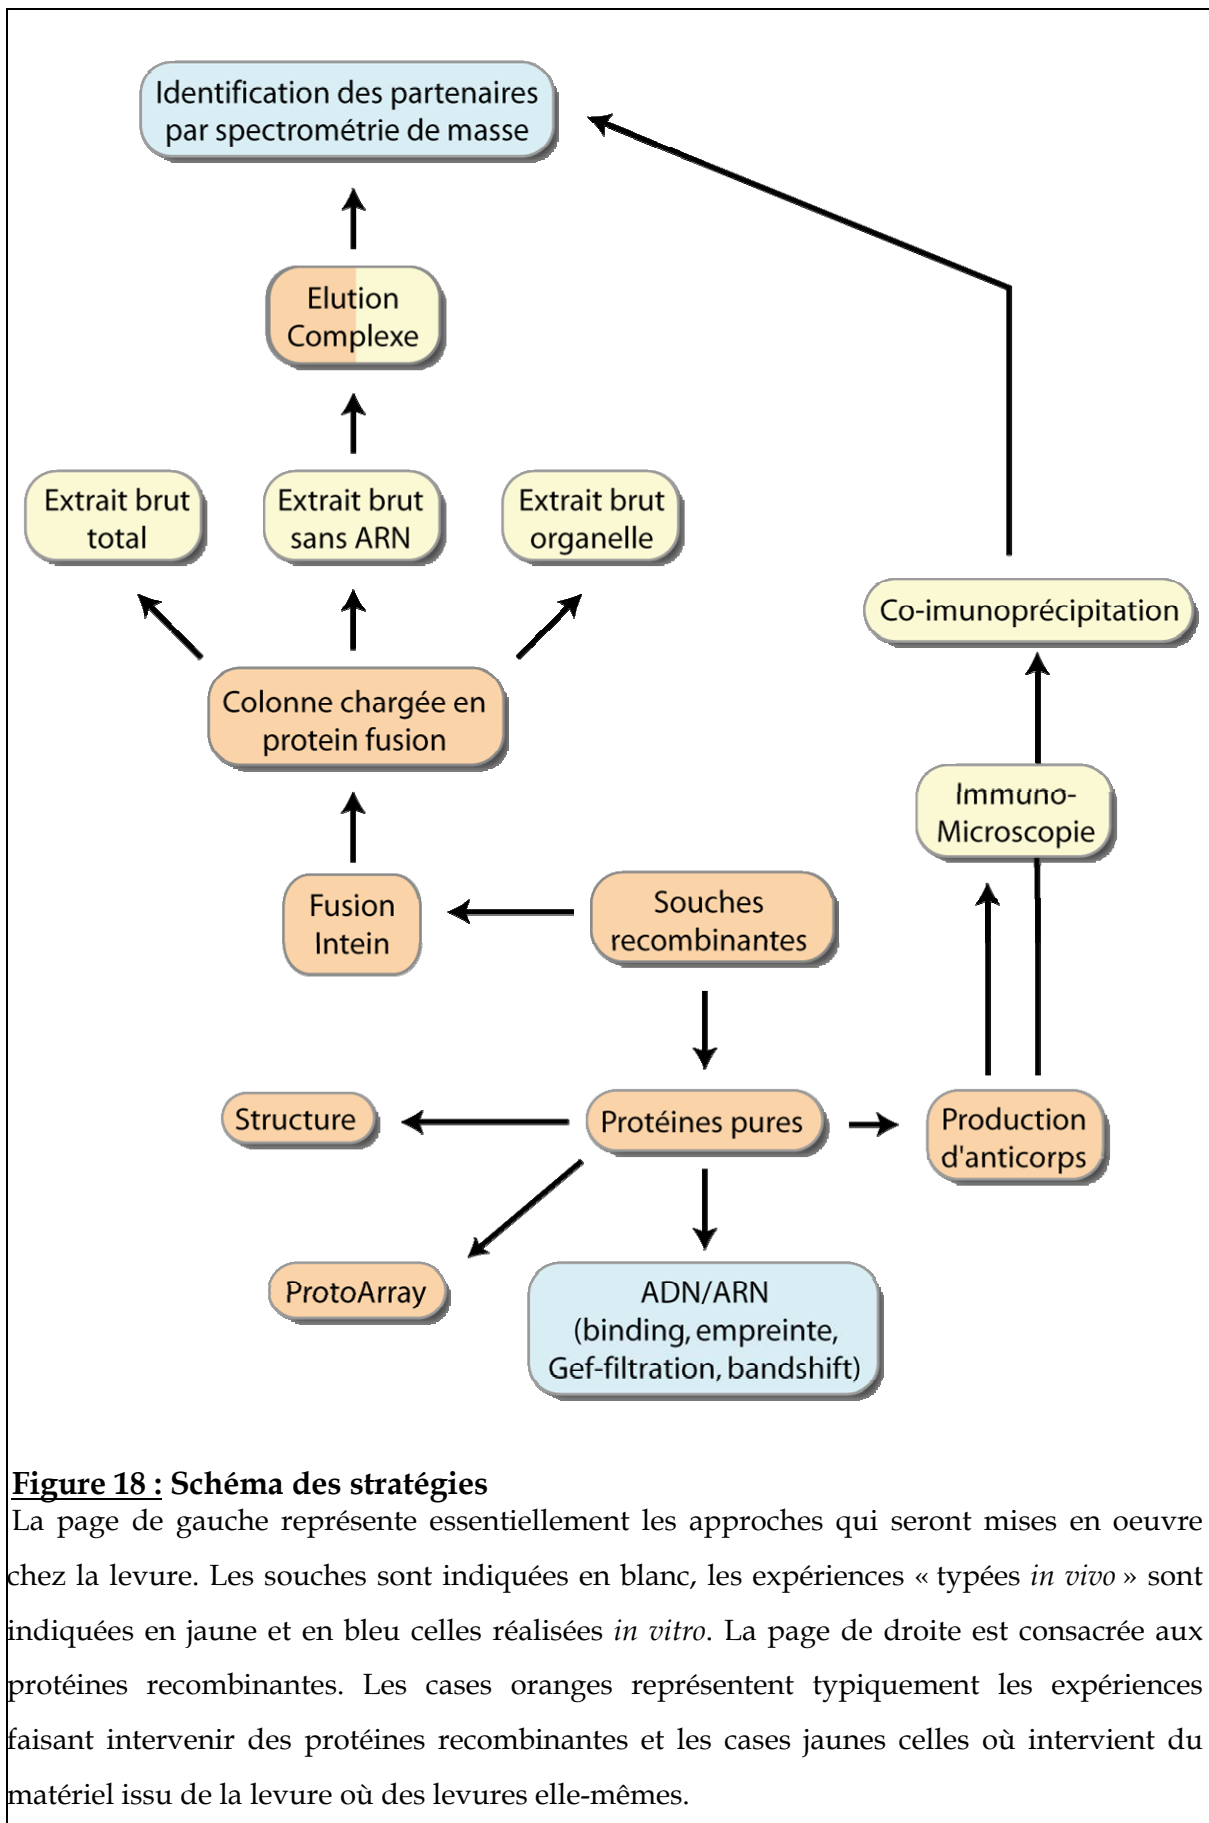 Identification des partenaires
par spectrométrie de masse
Elution
Complexe
Extrait brut
total
Extrait brut
sans ARN
Extrait brut
organelle
Co-imunoprécipitation
Colonne chargée en
protein fusion
Immuno-
Microscopie
Fusion
Intein
Souches
recombinantes
Structure
Protéines pures
Production
d'anticorps
ProtoArray
ADN/ARN
(binding, empreinte,
Gef-filtration, bandshift)
Figure 18 : Schéma des stratégies
La page de gauche représente essentiellement les approches qui seront mises en oeuvre
chez la levure. Les souches sont indiquées en blanc, les expériences « typées in vivo » sont
indiquées en jaune et en bleu celles réalisées in vitro. La page de droite est consacrée aux
protéines recombinantes. Les cases oranges représentent typiquement les expériences
faisant intervenir des protéines recombinantes et les cases jaunes celles où intervient du
matériel issu de la levure où des levures elle-mêmes.